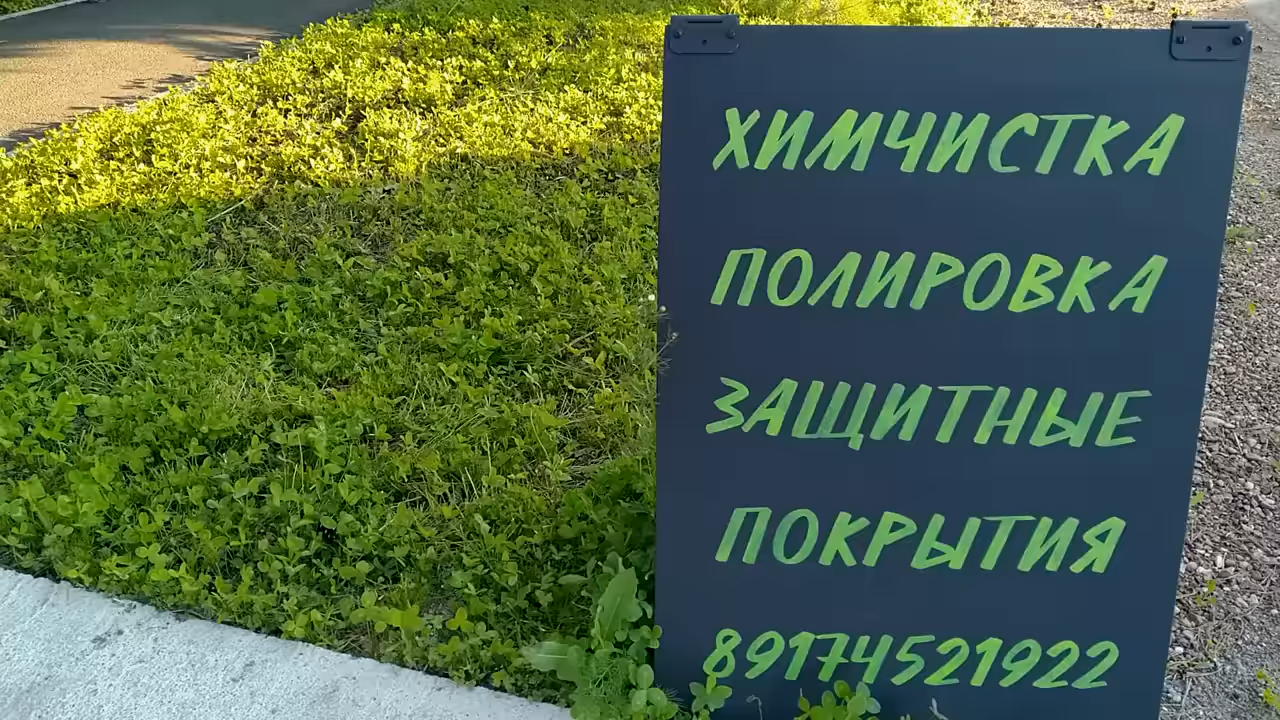 ХИМЧИСТКА
ПОЛИРОВКА
ЗАЩИТНЫЕ
ПОКРЫТИЯ
89174521922